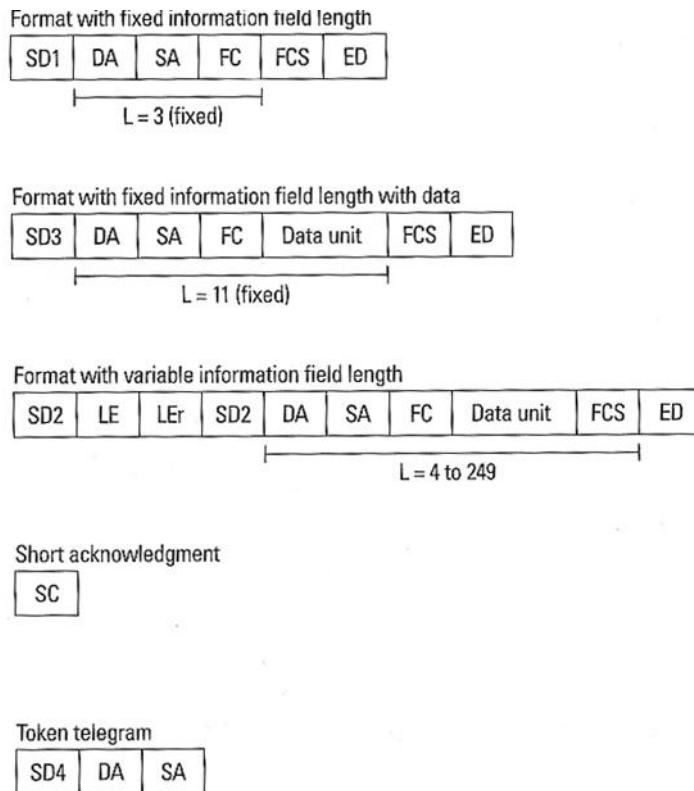 Format with fixed information field length
SD1 DA SA FC FCS ED
L = 3 (fixed)
Format with fixed information field length with data
SD3 DA SA FC Data unit FCS ED
L = 11 (fixed)
Format with variable information field length
SD2 LE LEr SD2 DA SA FC Data unit FCS ED
L = 4 to 249
Short acknowledgment
SC
Token telegram
SD4 DA SA